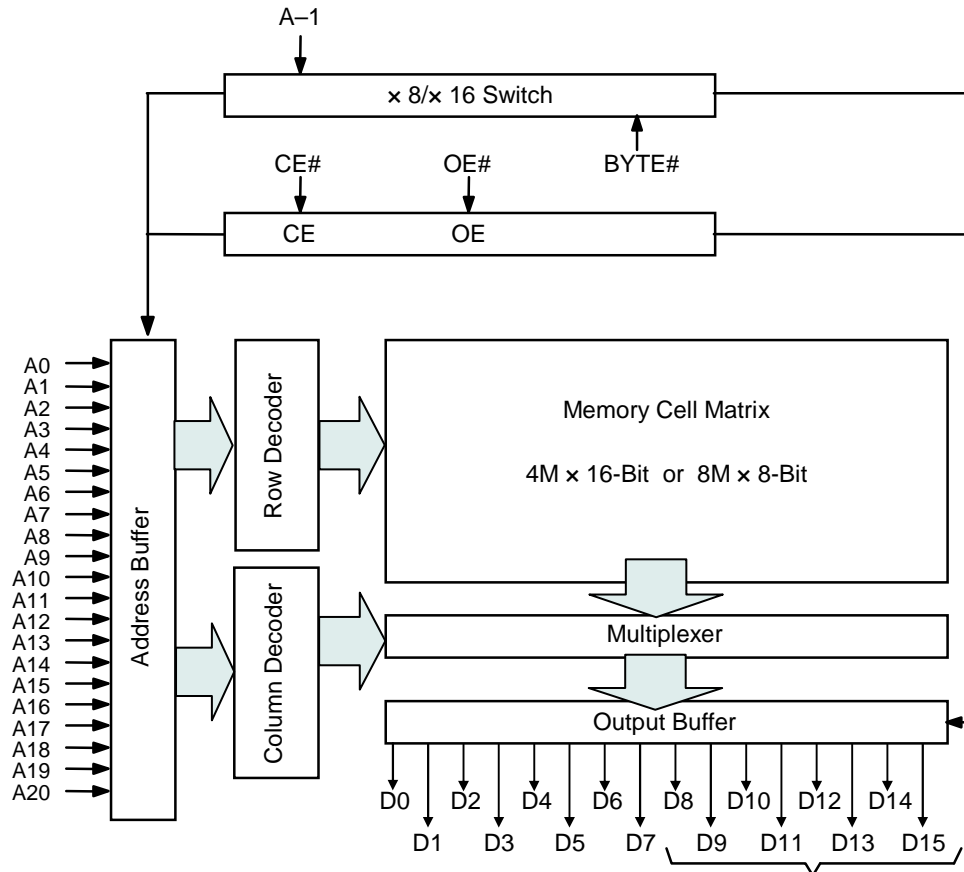 A–1
× 8/× 16 Switch
CE#
OE#
BYTE#
CE
OE
A0
A1
A2
A3
A4
A5
A6
A7
A8
A9
A10
A11
A12
A13
A14
A15
A16
A17
A18
A19
A20
Address Buffer
Row Decoder
Column Decoder
Memory Cell Matrix
4M × 16-Bit or 8M × 8-Bit
Multiplexer
Output Buffer
D0
D2
D4
D6
D8
D10
D12
D14
D1
D3
D5
D7
D9
D11
D13
D15